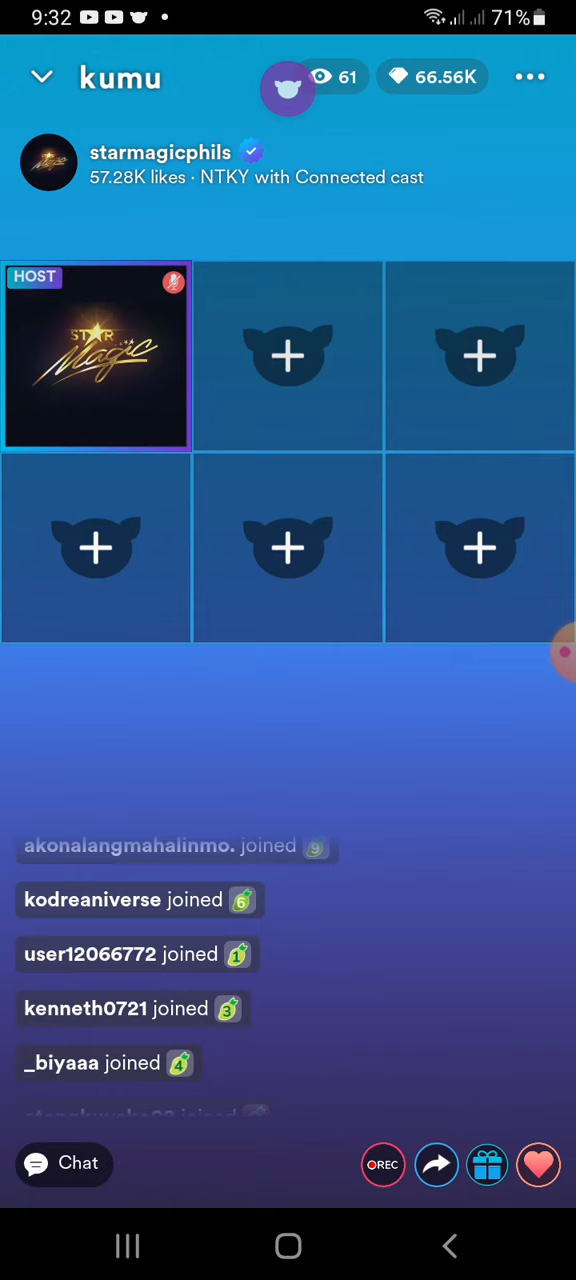 9:32
71%
kumu
61
66.56K
starmagicphils
57.28K likes · NTKY with Connected cast
HOST
STAR
Magic
akonalangmahalinmo. joined 9
kodreaniverse joined 6
user12066772 joined 1
kenneth0721 joined 3
_biyaaa joined 4
joined
Chat
REC